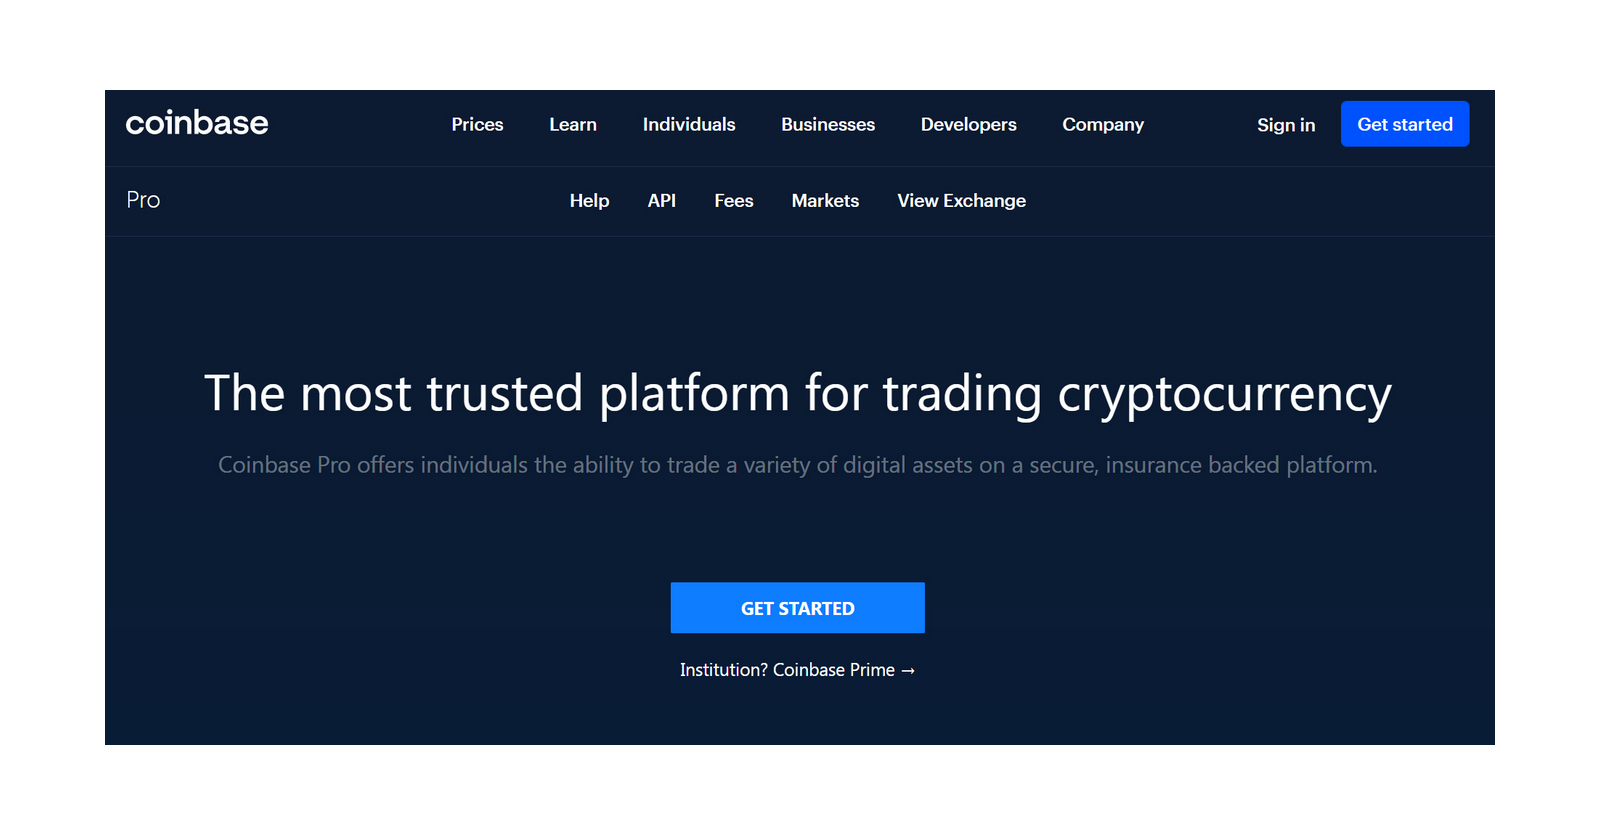 coinbase Prices Learn Individuals Businesses Developers Company Sign in Get started
Pro Help API Fees Markets View Exchange
The most trusted platform for trading cryptocurrency
Coinbase Pro offers individuals the ability to trade a variety of digital assets on a secure, insurance backed platform.
GET STARTED
Institution? Coinbase Prime →